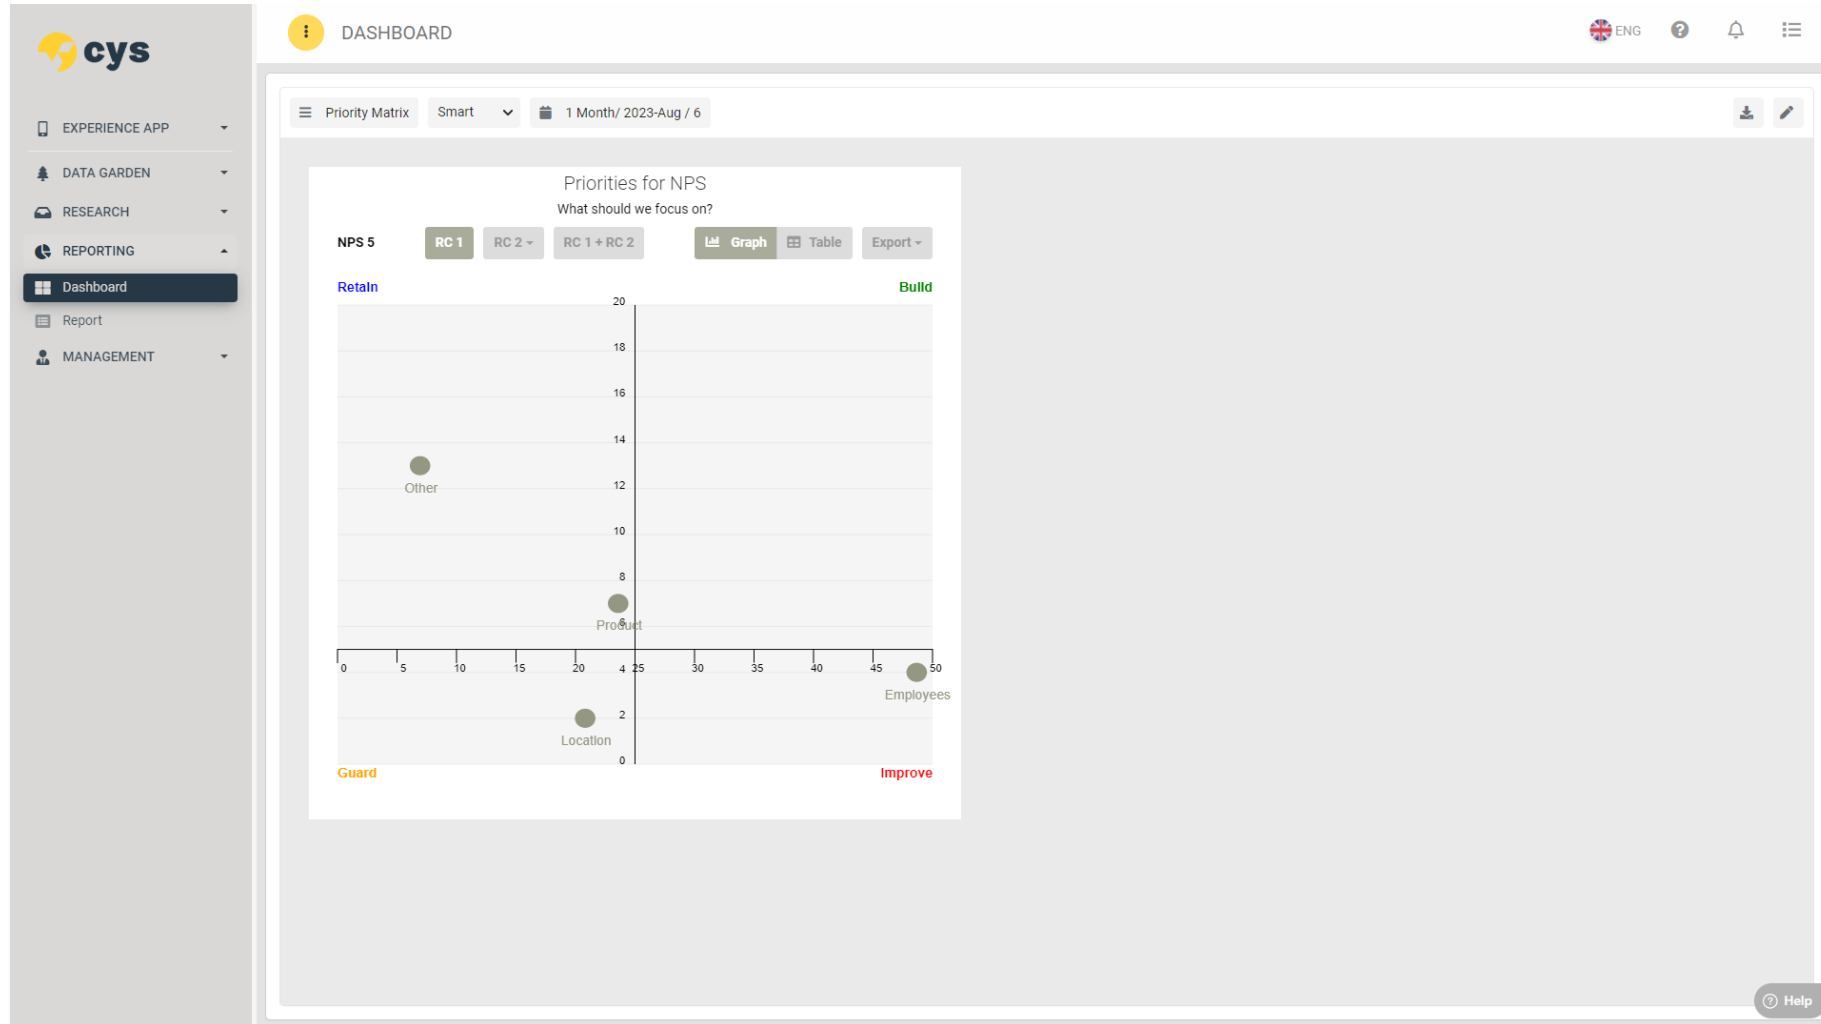 cys
DASHBOARD
ENG
EXPERIENCE APP
DATA GARDEN
RESEARCH
REPORTING
Dashboard
Report
MANAGEMENT
Priority Matrix
Smart
1 Month/ 2023-Aug / 6
Priorities for NPS
What should we focus on?
NPS 5
RC 1
RC 2
RC 1 + RC 2
Graph
Table
Export
Retain
Build
20
18
16
14
Other
12
10
8
Product
6
0 5 10 15 20 4 25 30 35 40 45 50
Employees
2
Location
0
Guard
Improve
Help